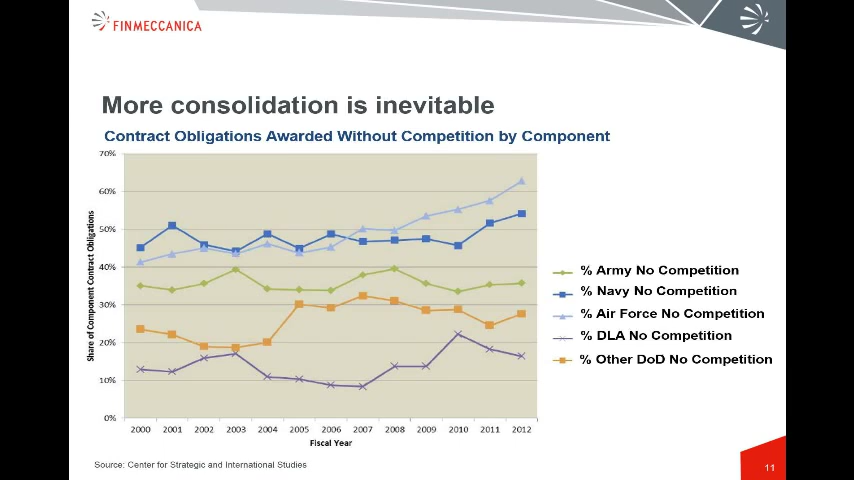 FINMECCANICA
More consolidation is inevitable
Contract Obligations Awarded Without Competition by Component
70%
60%
50%
40%
30%
20%
10%
0%
Share of Component Contract Obligations
2000 2001 2002 2003 2004 2005 2006 2007 2008 2009 2010 2011 2012
Fiscal Year
% Army No Competition
% Navy No Competition
% Air Force No Competition
% DLA No Competition
% Other DoD No Competition
Source: Center for Strategic and International Studies
11